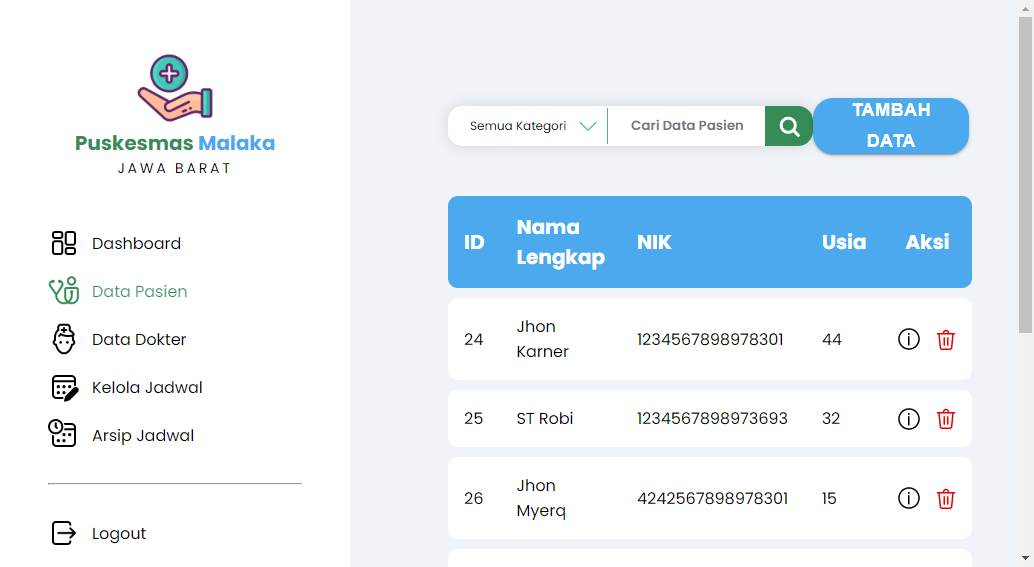 Puskesmas Malaka
JAWA BARAT
Dashboard
Data Pasien
Data Dokter
Kelola Jadwal
Arsip Jadwal
Logout
Semua Kategori
Cari Data Pasien
TAMBAH
DATA
ID Nama Lengkap NIK Usia Aksi
24 Jhon Karner 1234567898978301 44
25 ST Robi 1234567898973693 32
26 Jhon Myerq 4242567898978301 15